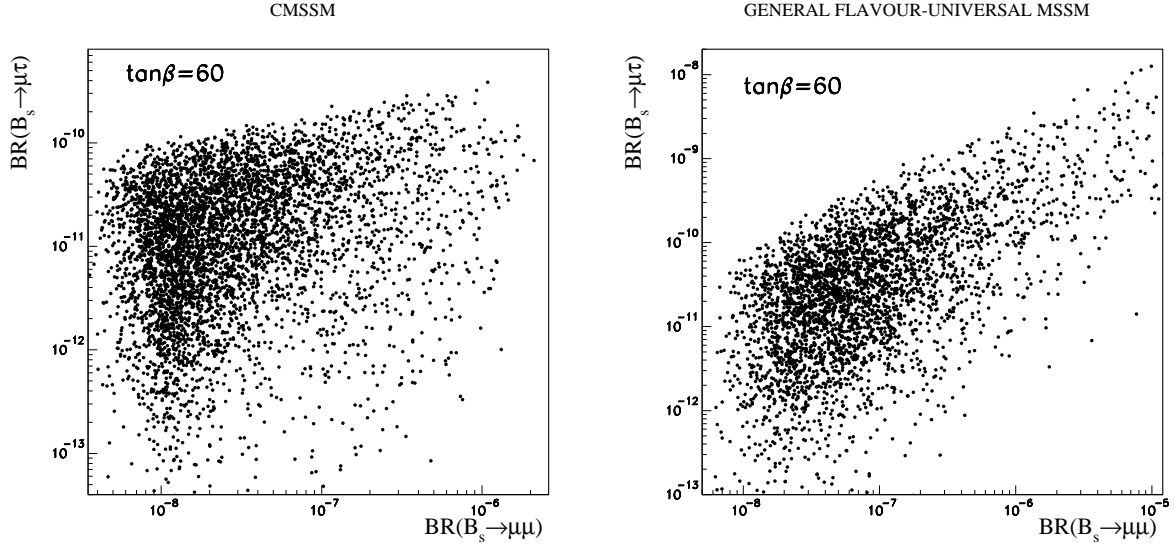 CMSSM
tanβ=60
BR(B_s→μτ)
10⁻¹⁰
10⁻¹¹
10⁻¹²
10⁻¹³
10⁻⁸
10⁻⁷
10⁻⁶
BR(B_s→μμ)
GENERAL FLAVOUR-UNIVERSAL MSSM
tanβ=60
BR(B_s→μτ)
10⁻⁸
10⁻⁹
10⁻¹⁰
10⁻¹¹
10⁻¹²
10⁻¹³
10⁻⁸
10⁻⁷
10⁻⁶
10⁻⁵
BR(B_s→μμ)